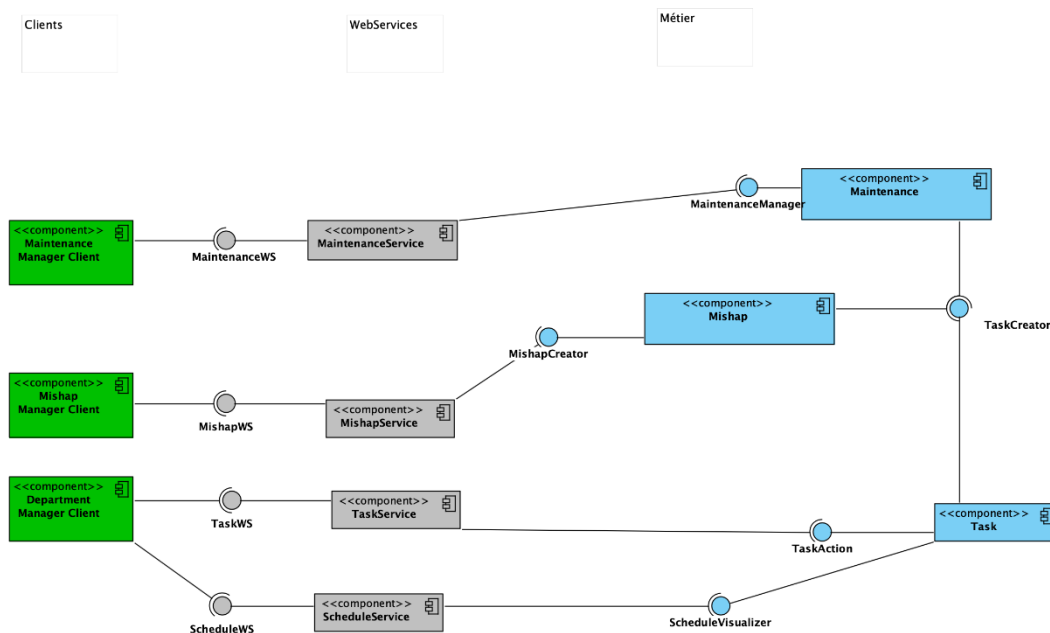 Clients
WebServices
Métier
<<component>>
Maintenance
MaintenanceManager
<<component>>
Maintenance
Manager Client
MaintenanceWS
<<component>>
MaintenanceService
<<component>>
Mishap
TaskCreator
MishapCreator
<<component>>
Mishap
Manager Client
MishapWS
<<component>>
MishapService
<<component>>
Department
Manager Client
TaskWS
<<component>>
TaskService
TaskAction
<<component>>
Task
ScheduleWS
<<component>>
ScheduleService
ScheduleVisualizer